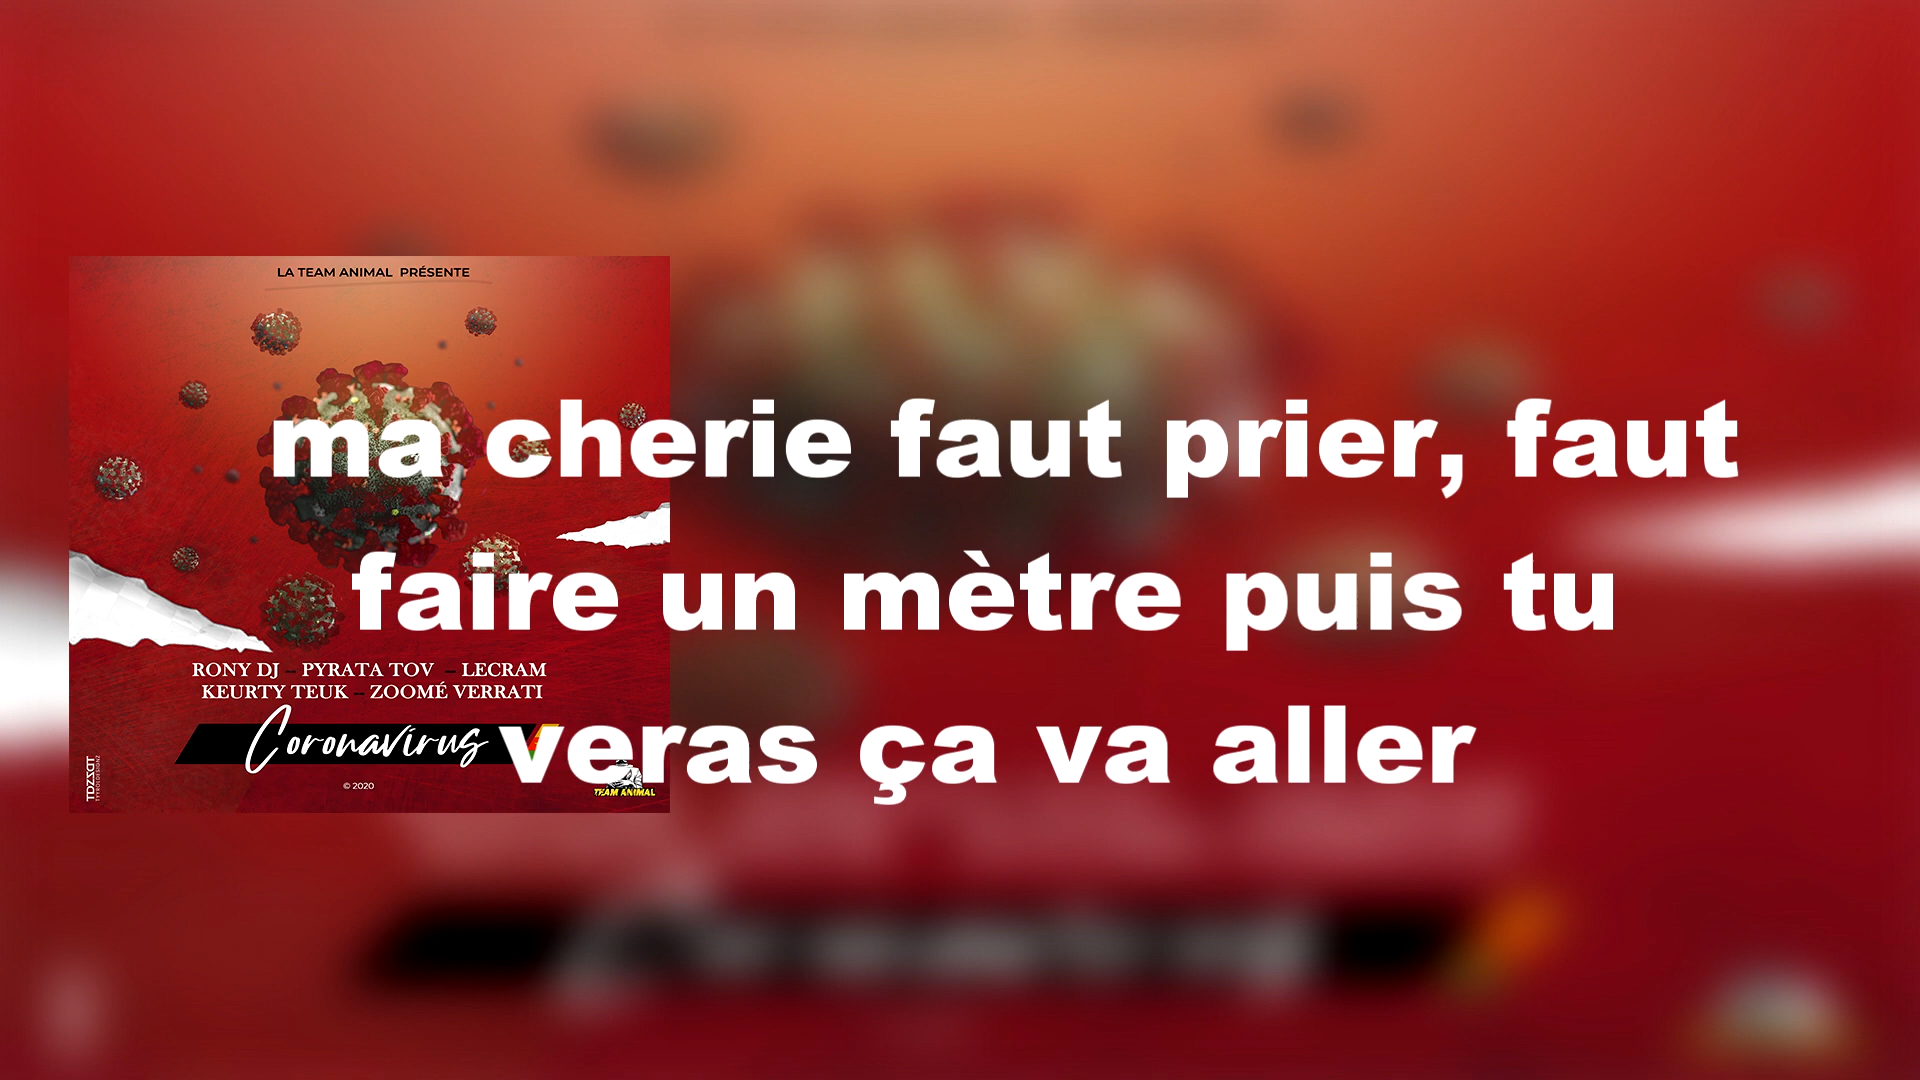 LA TEAM ANIMAL PRÉSENTE
ma cherie faut prier, faut
faire un mètre puis tu
veras ça va aller
RONY DJ – PYRATA TOV – LECRAM
KEURTY TEUK – ZOOMÉ VERRATI
Coronavirus
© 2020
TEAM ANIMAL